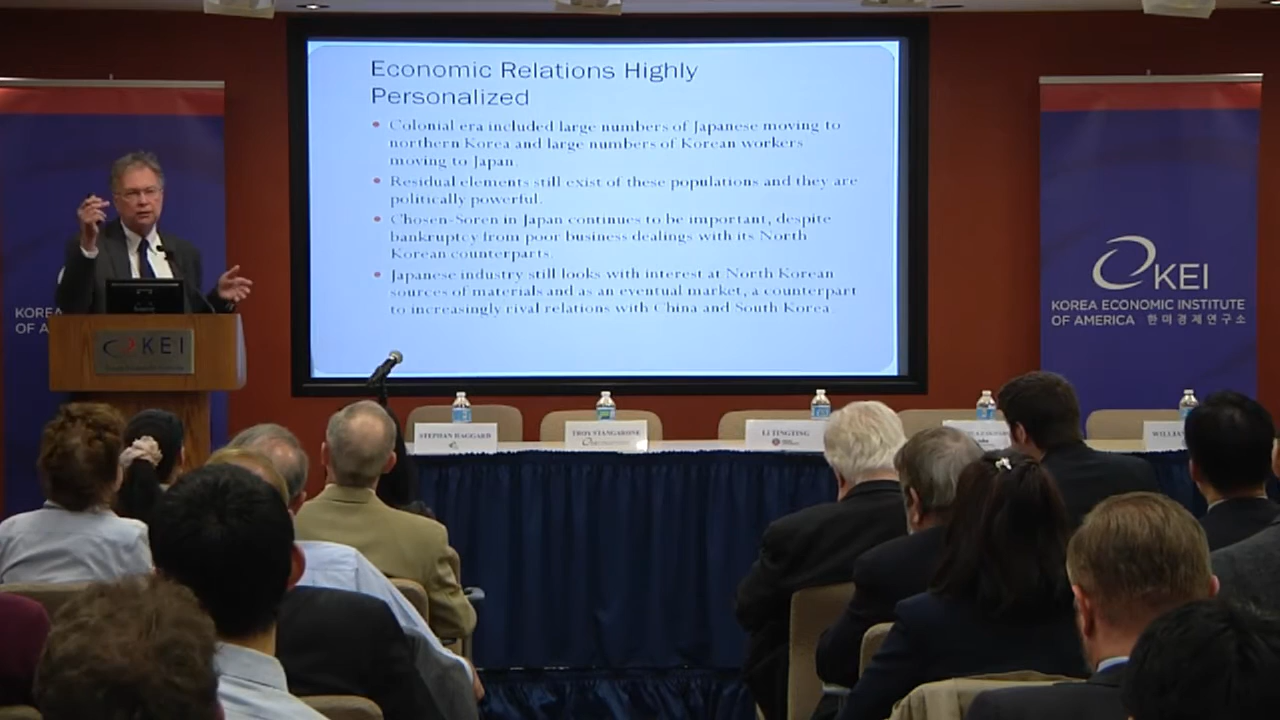 Economic Relations Highly
Personalized
• Colonial era included large numbers of Japanese moving to
northern Korea and large numbers of Korean workers
moving to Japan.
• Residual elements still exist of these populations and they are
politically powerful.
• Chosen-Soren in Japan continues to be important, despite
bankruptcy from poor business dealings with its North
Korean counterparts.
• Japanese industry still looks with interest at North Korean
sources of materials and as an eventual market, a counterpart
to increasingly rival relations with China and South Korea.
KOREA
OF A
KEI
KEI
KOREA ECONOMIC INSTITUTE
OF AMERICA 한미경제연구소
STEPHAN HAGGARD
TROY STANGARONE
LI TINGTING
WILLIA